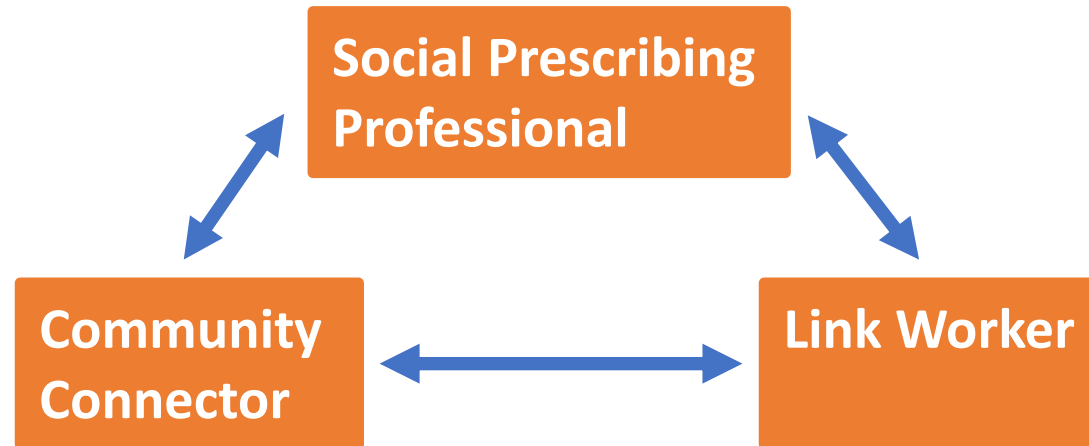 Social Prescribing
Professional
Community
Connector
Link Worker